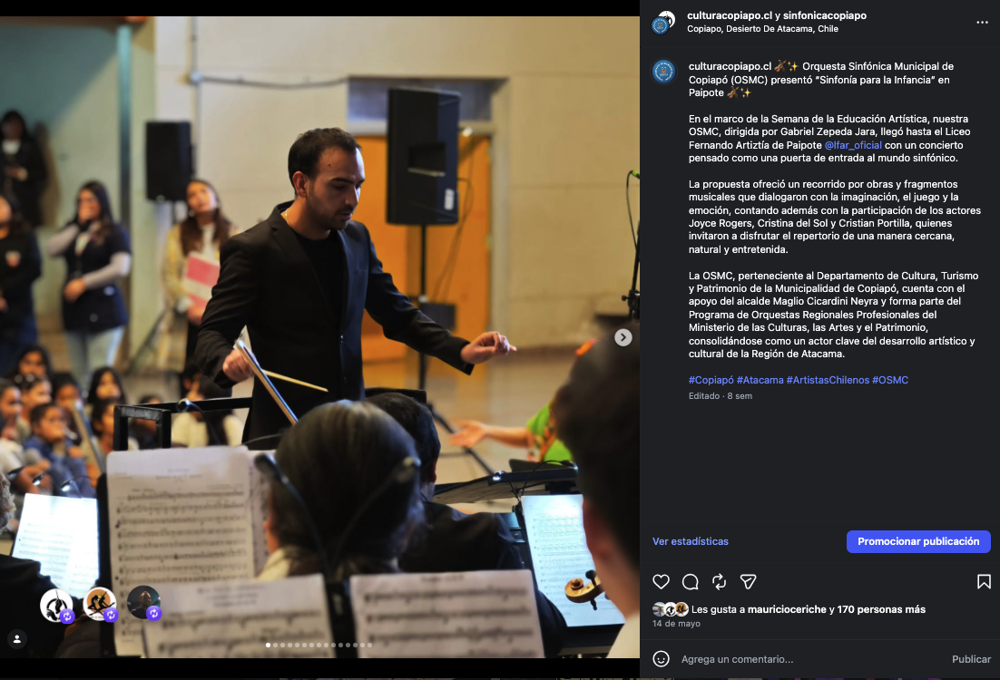 culturacopiapo.cl y sinfonicacopiapo
Copiapo, Desierto De Atacama, Chile
culturacopiapo.cl 🎻✨ Orquesta Sinfónica Municipal de
Copiapó (OSMC) presentó "Sinfonía para la Infancia" en
Paipote 🎻✨
En el marco de la Semana de la Educación Artística, nuestra
OSMC, dirigida por Gabriel Zepeda Jara, llegó hasta el Liceo
Fernando Ariztía de Paipote @lfar_oficial con un concierto
pensado como una puerta de entrada al mundo sinfónico.
La propuesta ofreció un recorrido por obras y fragmentos
musicales que dialogaron con la imaginación, el juego y la
emoción, contando además con la participación de los actores
Joyce Rogers, Cristina del Sol y Cristian Portilla, quienes
invitaron a disfrutar el repertorio de una manera cercana,
natural y entretenida.
La OSMC, perteneciente al Departamento de Cultura, Turismo
y Patrimonio de la Municipalidad de Copiapó, cuenta con el
apoyo del alcalde Maglio Cicardini Neyra y forma parte del
Programa de Orquestas Regionales Profesionales del
Ministerio de las Culturas, las Artes y el Patrimonio,
consolidándose como un actor clave del desarrollo artístico y
cultural de la Región de Atacama.
#Copiapó #Atacama #ArtistasChilenos #OSMC
Editado · 8 sem
Ver estadísticas
Promocionar publicación
Les gusta a mauricioceriche y 170 personas más
14 de mayo
Agrega un comentario...
Publicar